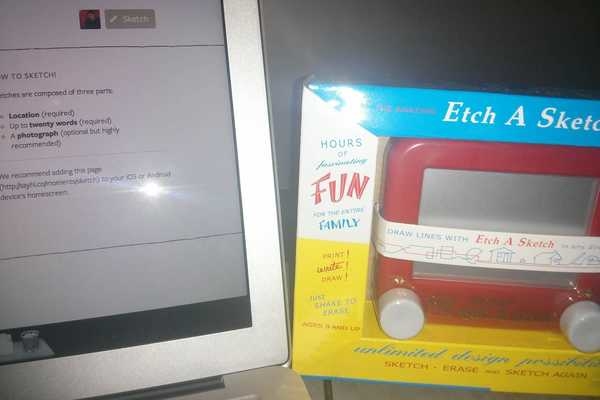 Sketch
OW TO SKETCH!
etches are composed of three parts:
Location (required)
Up to twenty words (required)
A photograph (optional but highly
recommended)
We recommend adding this page
to your iOS or Android
device's homescreen.
THE AMAZING
Etch A Sketc
HOURS
OF
fascinating
FUN
FOR THE ENTIRE
FAMILY
DRAW LINES WITH Etch A Sketch
PRINT!
write!
DRAW!
JUST
SHAKE TO
ERASE
AGES 3 AND UP
unlimited design possibiliti
SKETCH - ERASE AND SKETCH AGAIN